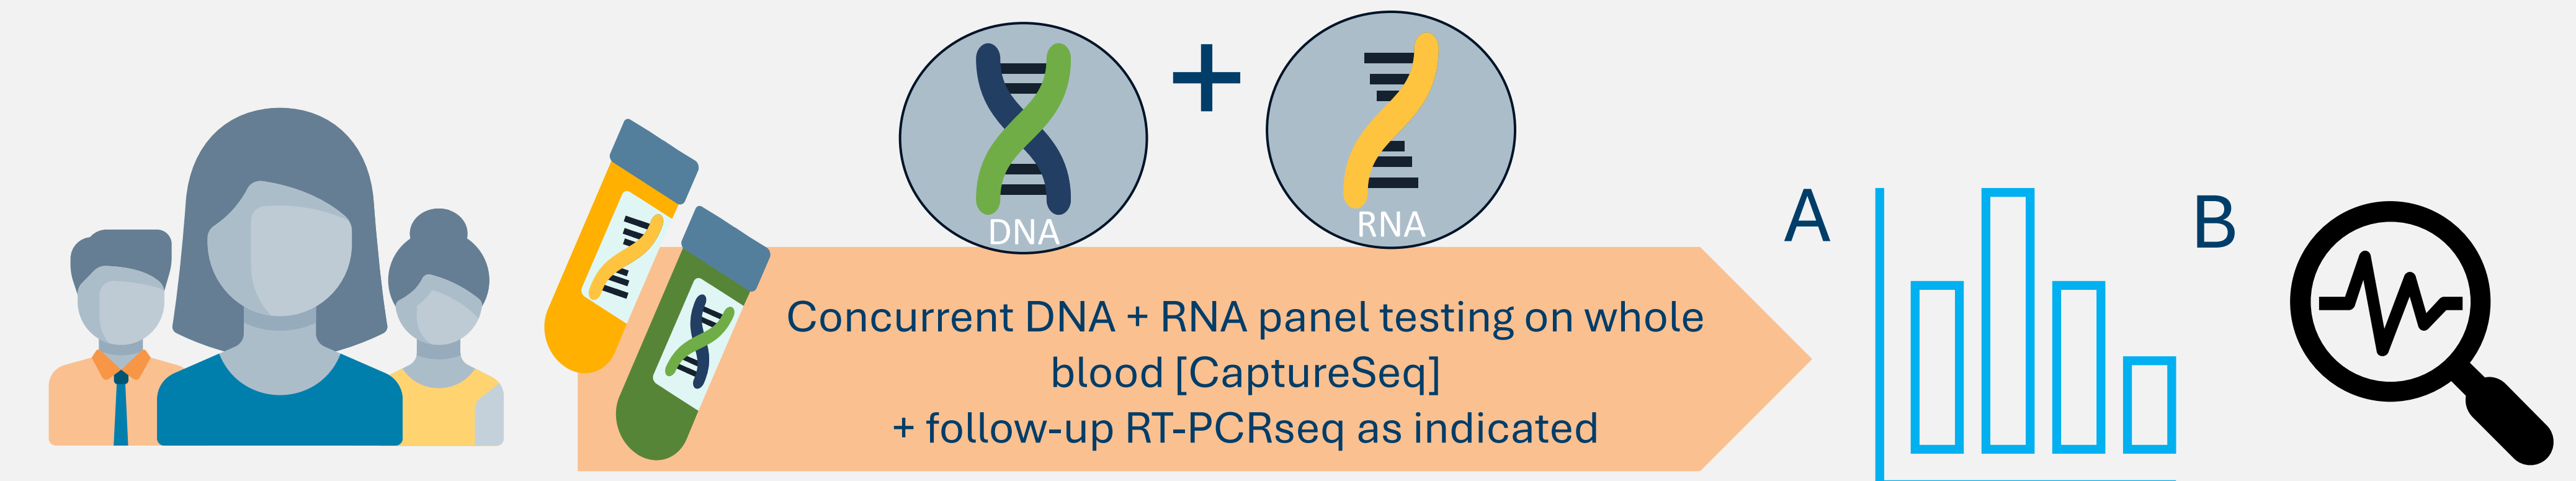 DNA
+
RNA
Concurrent DNA + RNA panel testing on whole
blood [CaptureSeq]
+ follow-up RT-PCRseq as indicated
A
B